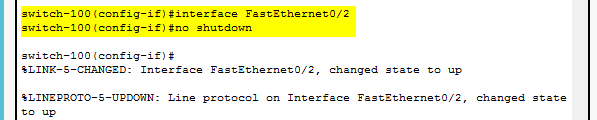 switch-100(config-if)#interface FastEthernet0/2
switch-100(config-if)#no shutdown
switch-100(config-if)#
%LINK-5-CHANGED: Interface FastEthernet0/2, changed state to up
%LINEPROTO-5-UPDOWN: Line protocol on Interface FastEthernet0/2, changed state
to up